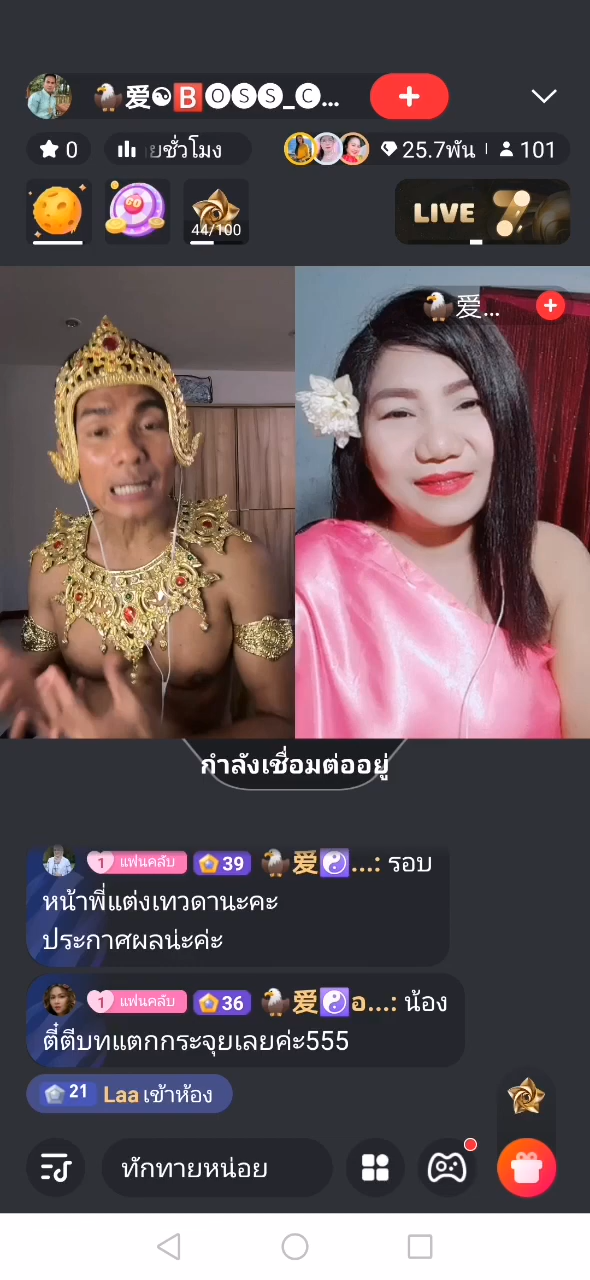 🦅爱☯🅱🅞🅢🅢_🅒...
0
ชั่วโมง
25.7พัน
101
GO
44/100
LIVE
🦅爱...
กำลังเชื่อมต่ออยู่
1 แฟนคลับ 39 🦅爱☯...: รอบ
หน้าพี่แต่งเทวดานะคะ
ประกาศผลน่ะค่ะ
1 แฟนคลับ 36 🦅爱☯อ...: น้อง
ตี๋ตีบทแตกกระจุยเลยค่ะ555
21 Laa เข้าห้อง
ทักทายหน่อย